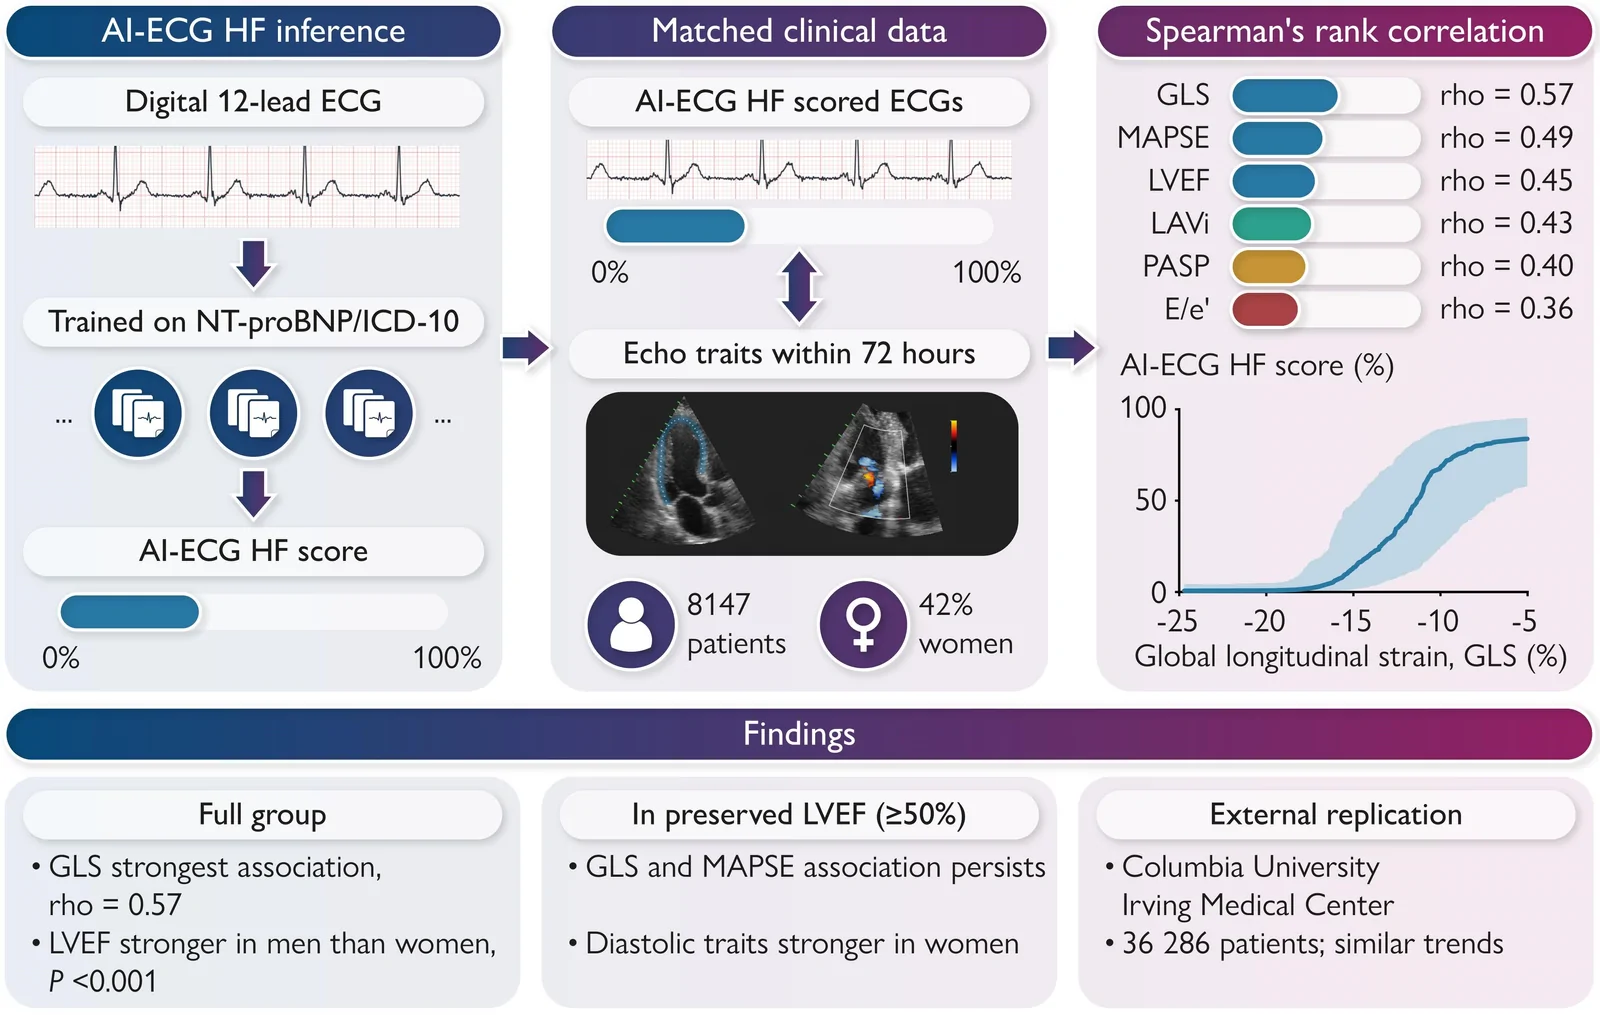 AI-ECG HF inference
Digital 12-lead ECG
Trained on NT-proBNP/ICD-10
...
...
AI-ECG HF score
0%
100%
Matched clinical data
AI-ECG HF scored ECGs
0%
100%
Echo traits within 72 hours
8147
patients
42%
women
Spearman's rank correlation
GLS rho = 0.57
MAPSE rho = 0.49
LVEF rho = 0.45
LAVi rho = 0.43
PASP rho = 0.40
E/e' rho = 0.36
AI-ECG HF score (%)
100
50
0
-25 -20 -15 -10 -5
Global longitudinal strain, GLS (%)
Findings
Full group
• GLS strongest association,
rho = 0.57
• LVEF stronger in men than women,
P <0.001
In preserved LVEF (≥50%)
• GLS and MAPSE association persists
• Diastolic traits stronger in women
External replication
• Columbia University
Irving Medical Center
• 36 286 patients; similar trends